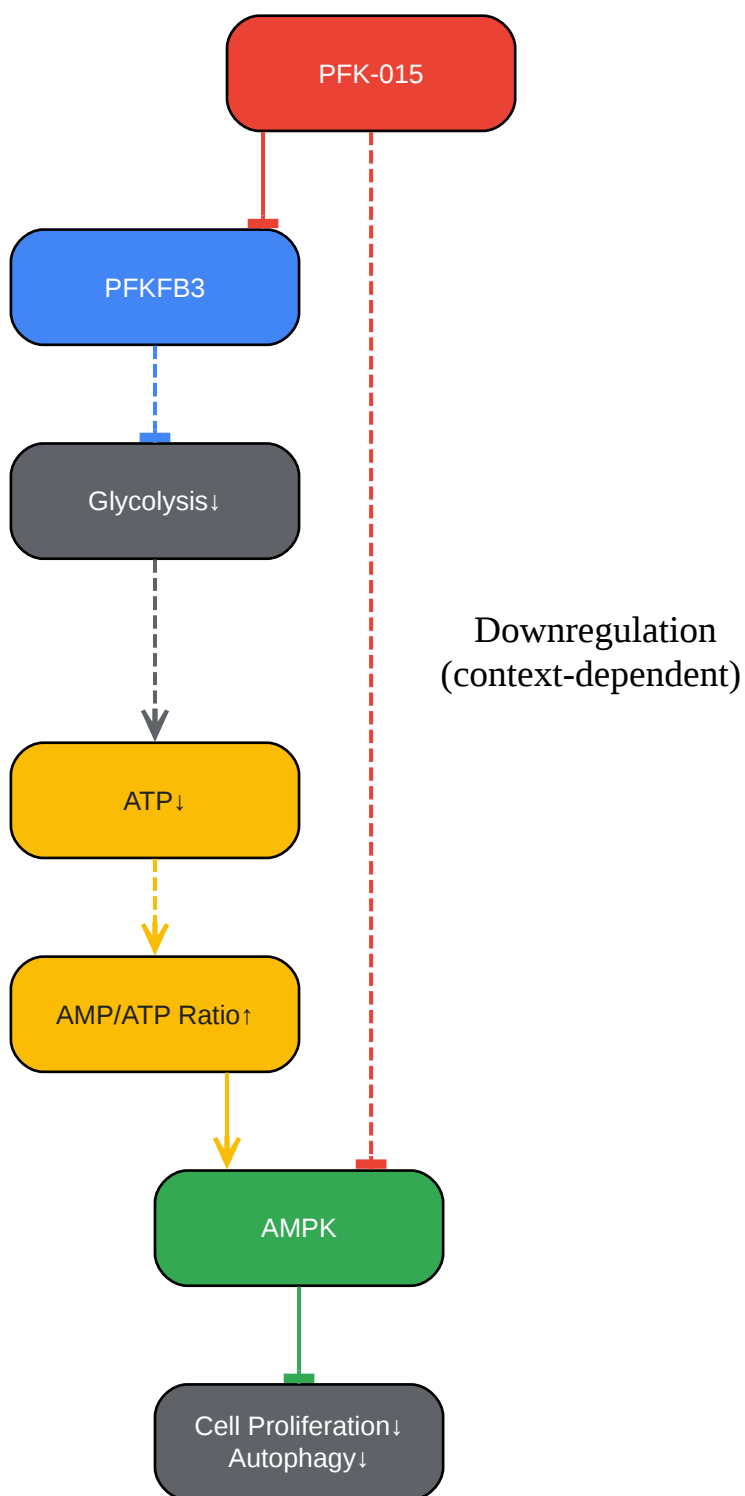 PFK-015
PFKFB3
Glycolysis↓
Downregulation
(context-dependent)
ATP↓
AMP/ATP Ratio↑
AMPK
Cell Proliferation↓
Autophagy↓